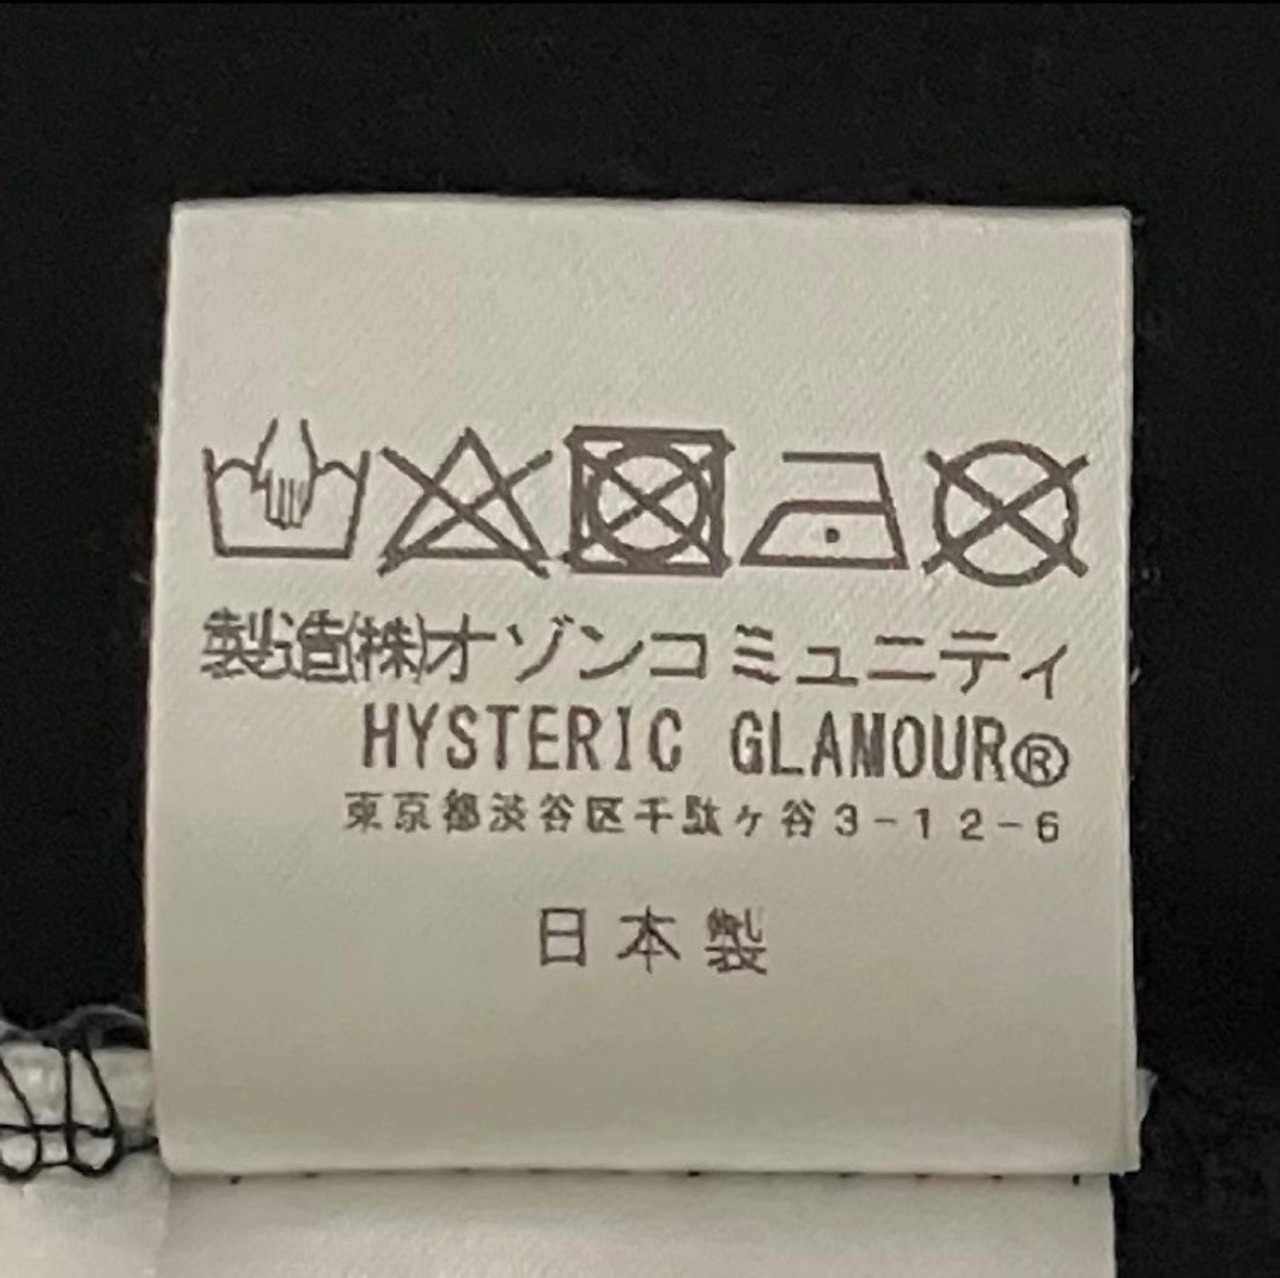 製造(株)オゾンコミュニティ
HYSTERIC GLAMOUR®
東京都渋谷区千駄ケ谷3-12-6
日本製